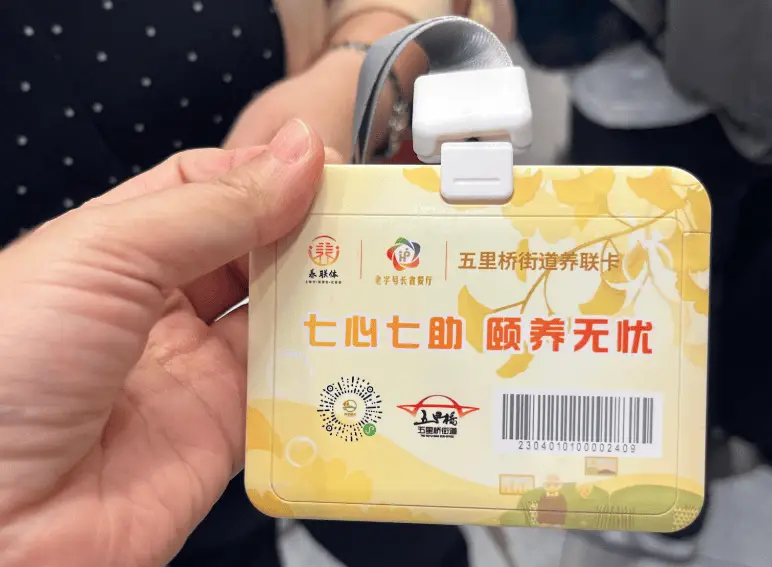 养联体
老字号长者餐厅
五里桥街道养联卡
七心七助 颐养无忧
五里桥
五里桥街道
2304010100002409